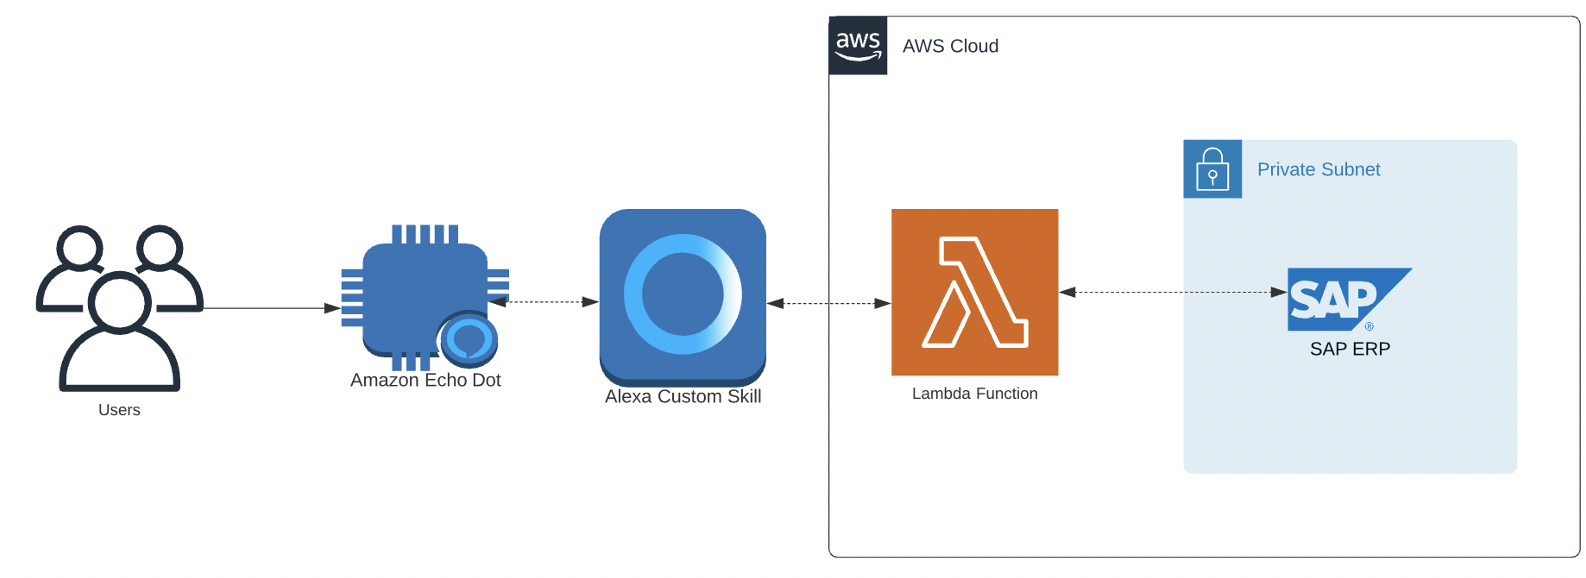 aws
AWS Cloud
Private Subnet
SAP
®
SAP ERP
Amazon Echo Dot
Alexa Custom Skill
Lambda Function
Users